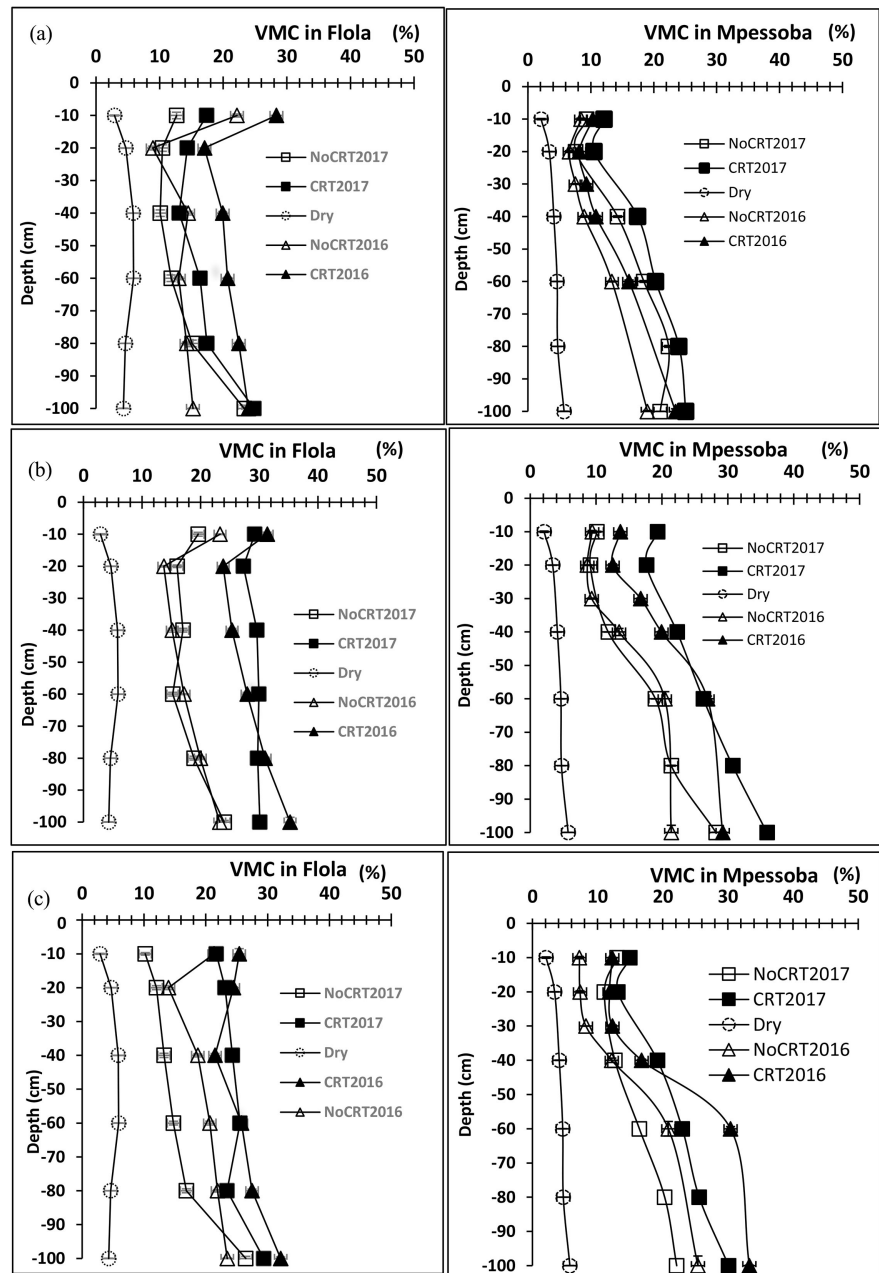 (a)
VMC in Flola (%)
0 10 20 30 40 50
0
-10
-20
-30
-40
-50
-60
-70
-80
-90
-100
Depth (cm)
NoCRT2017
CRT2017
Dry
NoCRT2016
CRT2016
VMC in Mpessoba (%)
0 10 20 30 40 50
0
-10
-20
-30
-40
-50
-60
-70
-80
-90
-100
Depth (cm)
NoCRT2017
CRT2017
Dry
NoCRT2016
CRT2016
(b)
VMC in Flola (%)
0 10 20 30 40 50
0
-10
-20
-30
-40
-50
-60
-70
-80
-90
-100
Depth (cm)
NoCRT2017
CRT2017
Dry
NoCRT2016
CRT2016
VMC in Mpessoba (%)
0 10 20 30 40 50
0
-10
-20
-30
-40
-50
-60
-70
-80
-90
-100
Depth (cm)
NoCRT2017
CRT2017
Dry
NoCRT2016
CRT2016
(c)
VMC in Flola (%)
0 10 20 30 40 50
0
-10
-20
-30
-40
-50
-60
-70
-80
-90
-100
Depth (cm)
NoCRT2017
CRT2017
Dry
CRT2016
NoCRT2016
VMC in Mpessoba (%)
0 10 20 30 40 50
0
-10
-20
-30
-40
-50
-60
-70
-80
-90
-100
Depth (cm)
NoCRT2017
CRT2017
Dry
NoCRT2016
CRT2016